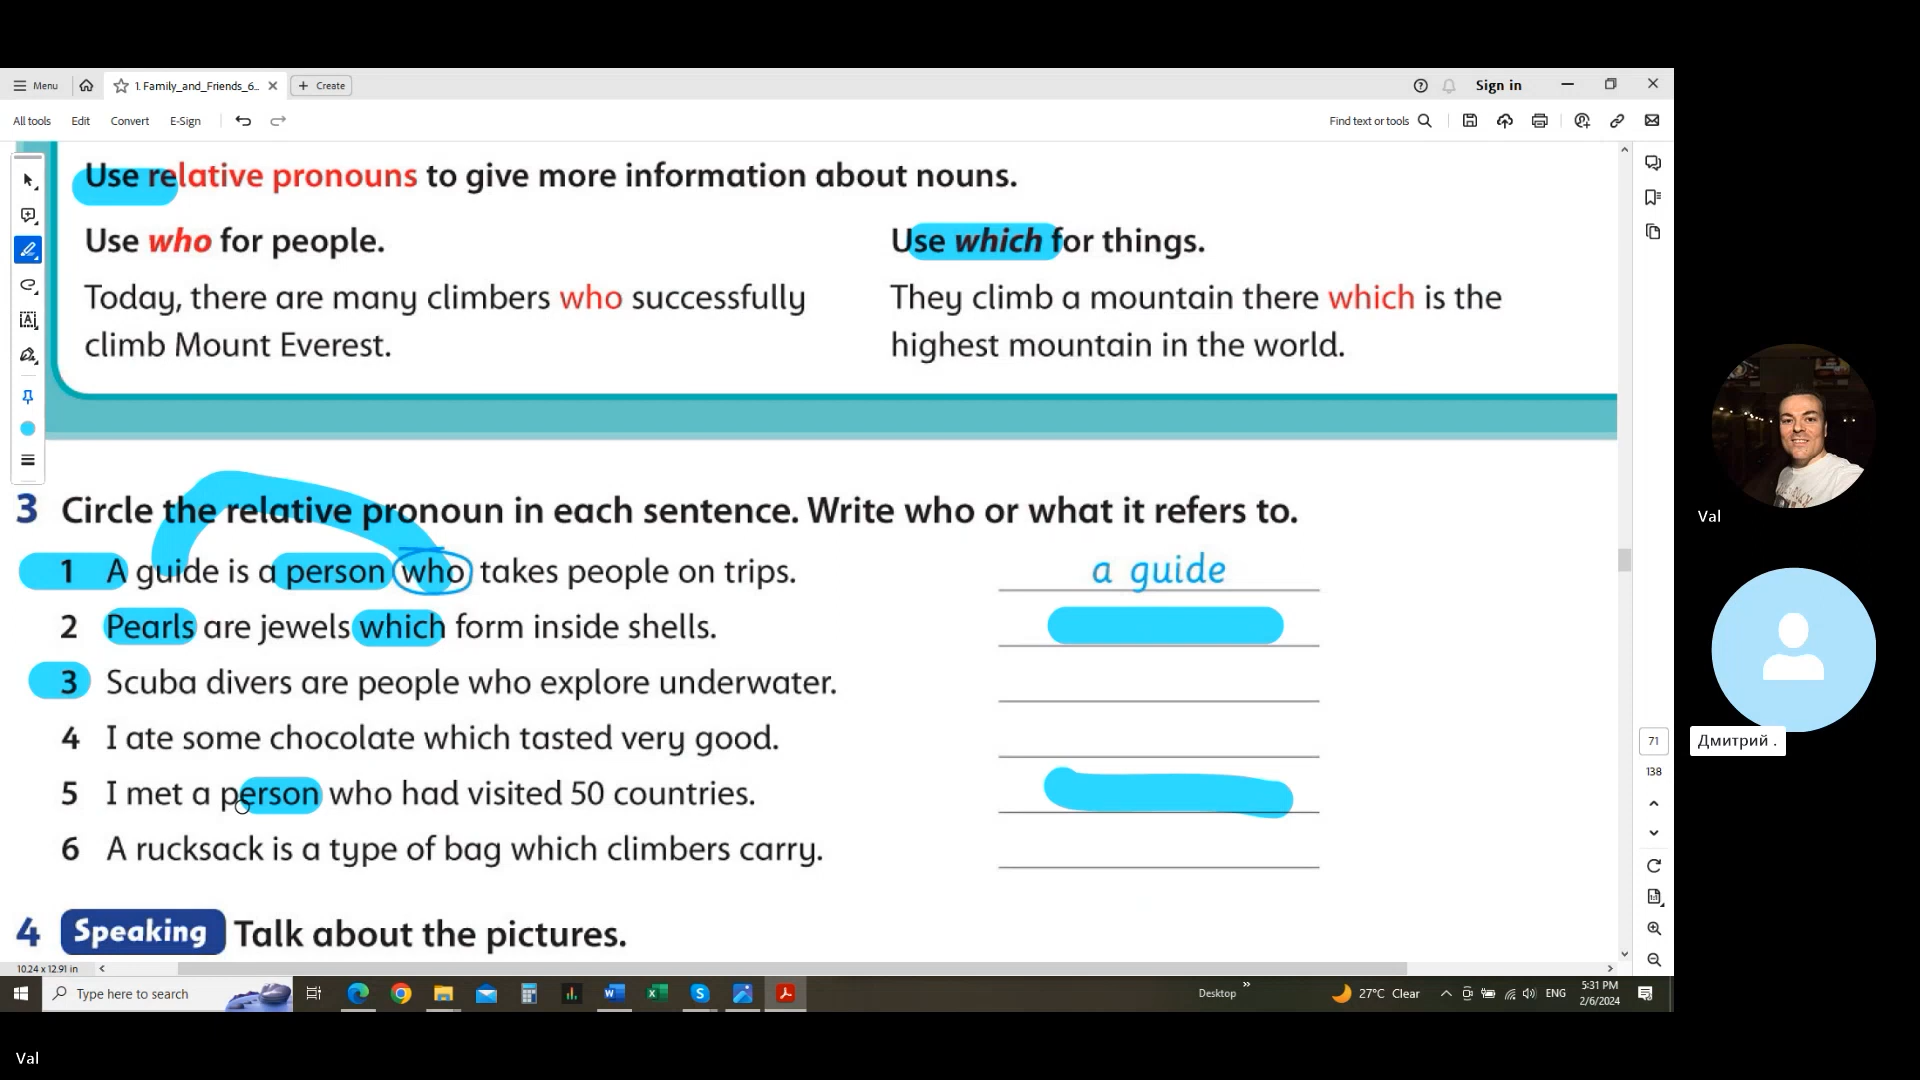 Menu
1. Family_and_Friends_6...
Create
Sign in
All tools Edit Convert E-Sign
Find text or tools
Use relative pronouns to give more information about nouns.
Use who for people.
Today, there are many climbers who successfully
climb Mount Everest.
Use which for things.
They climb a mountain there which is the
highest mountain in the world.
3 Circle the relative pronoun in each sentence. Write who or what it refers to.
1 A guide is a person who takes people on trips. a guide
2 Pearls are jewels which form inside shells.
3 Scuba divers are people who explore underwater.
4 I ate some chocolate which tasted very good.
5 I met a person who had visited 50 countries.
6 A rucksack is a type of bag which climbers carry.
4 Speaking Talk about the pictures.
71
138
10.24 x 12.91 in
Type here to search
Desktop
27°C Clear
ENG
5:31 PM
2/6/2024
Val
Дмитрий .
Val